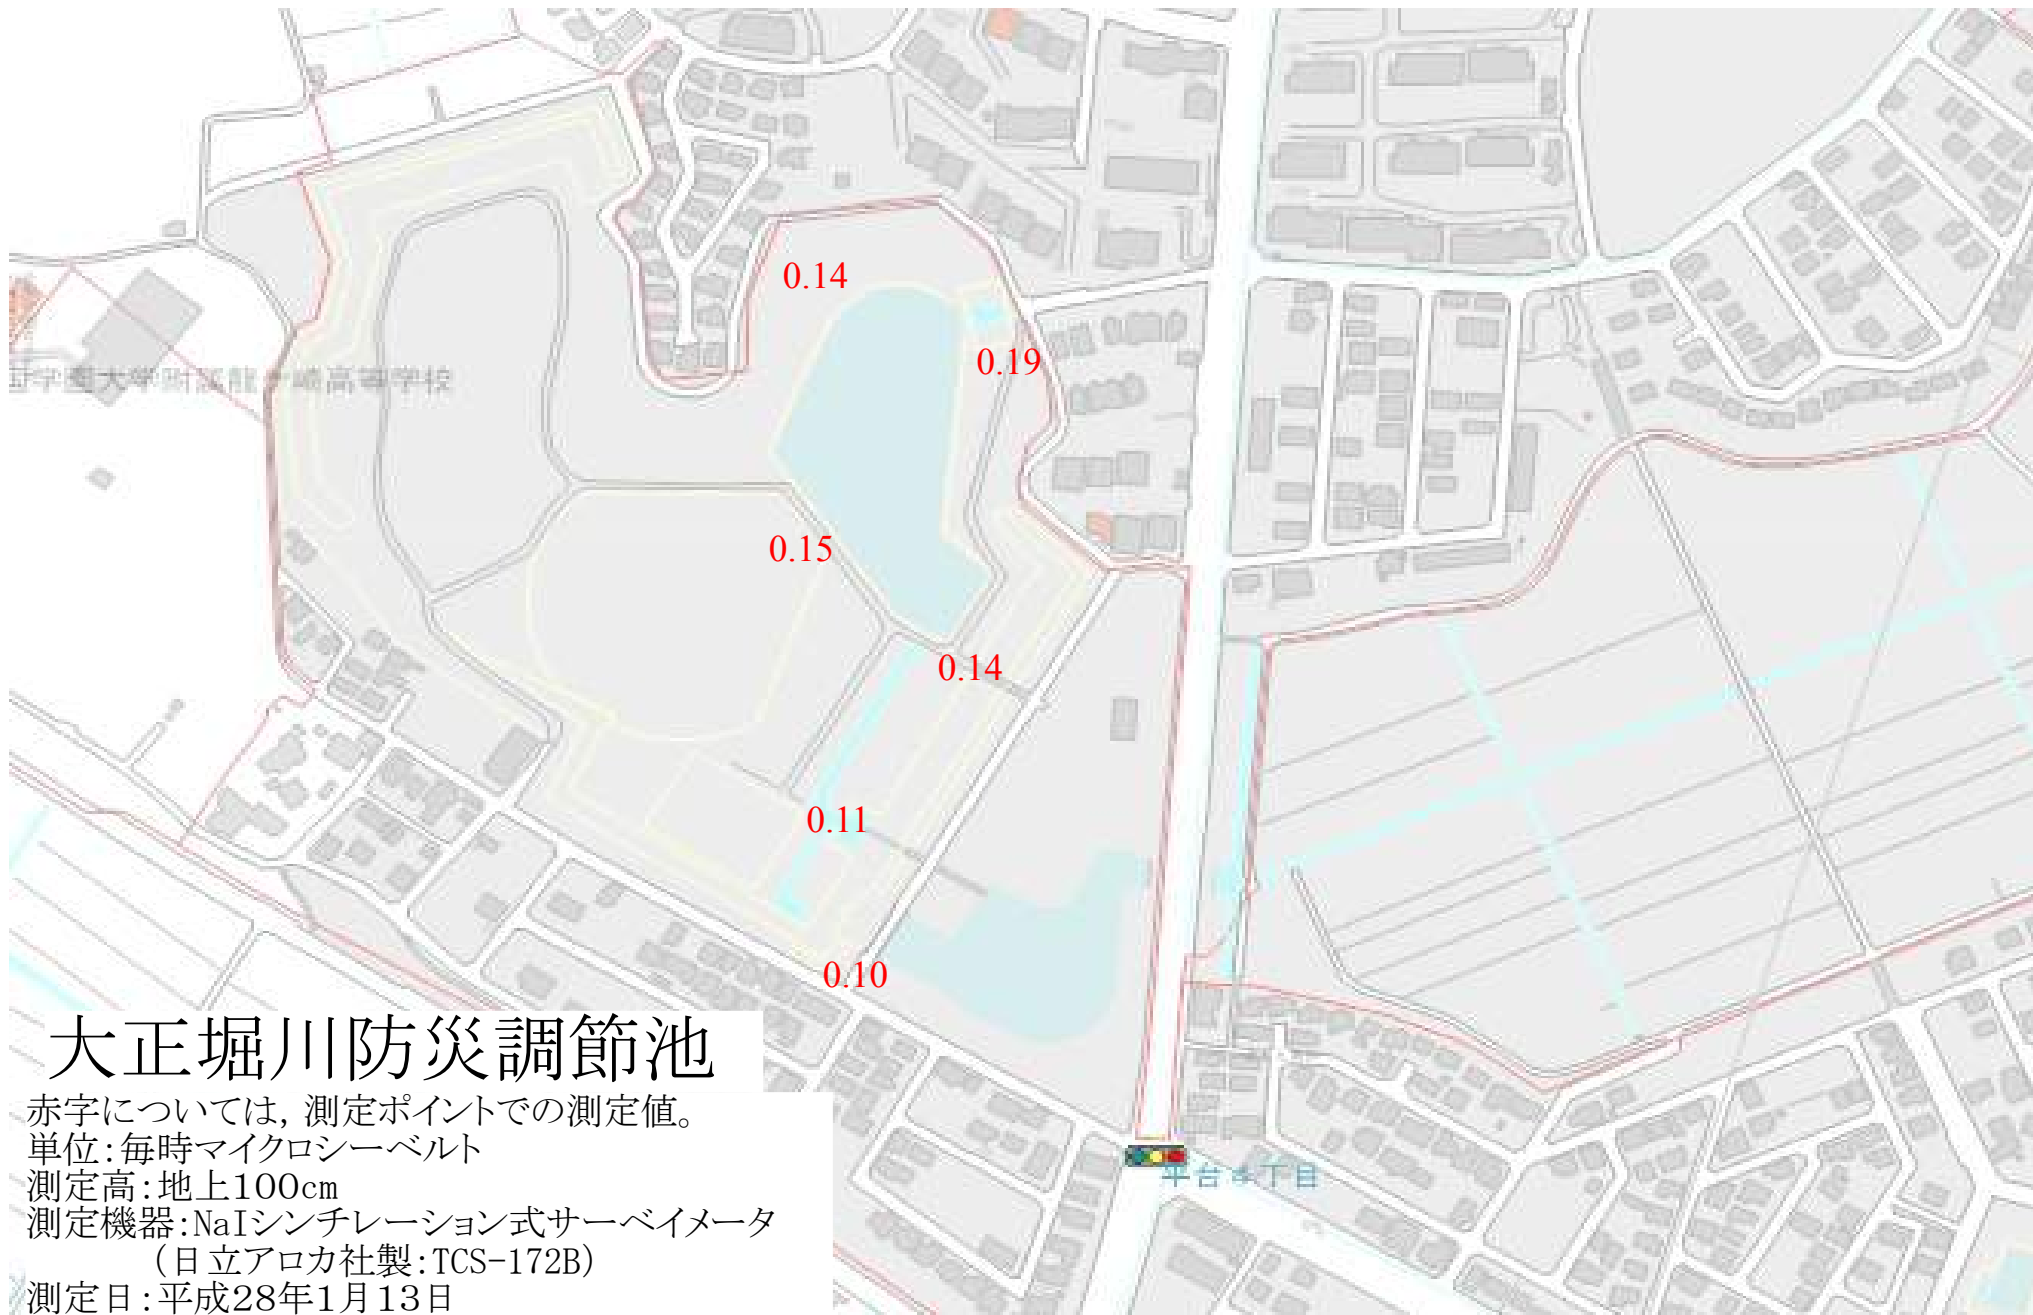 0.14
0.19
0.15
0.14
0.11
0.10
大正堀川防災調節池
赤字については，測定ポイントでの測定値。
単位：毎時マイクロシーベルト
測定高：地上100cm
測定機器：NaIシンチレーション式サーベイメータ
（日立アロカ社製：TCS-172B）
測定日：平成28年1月13日